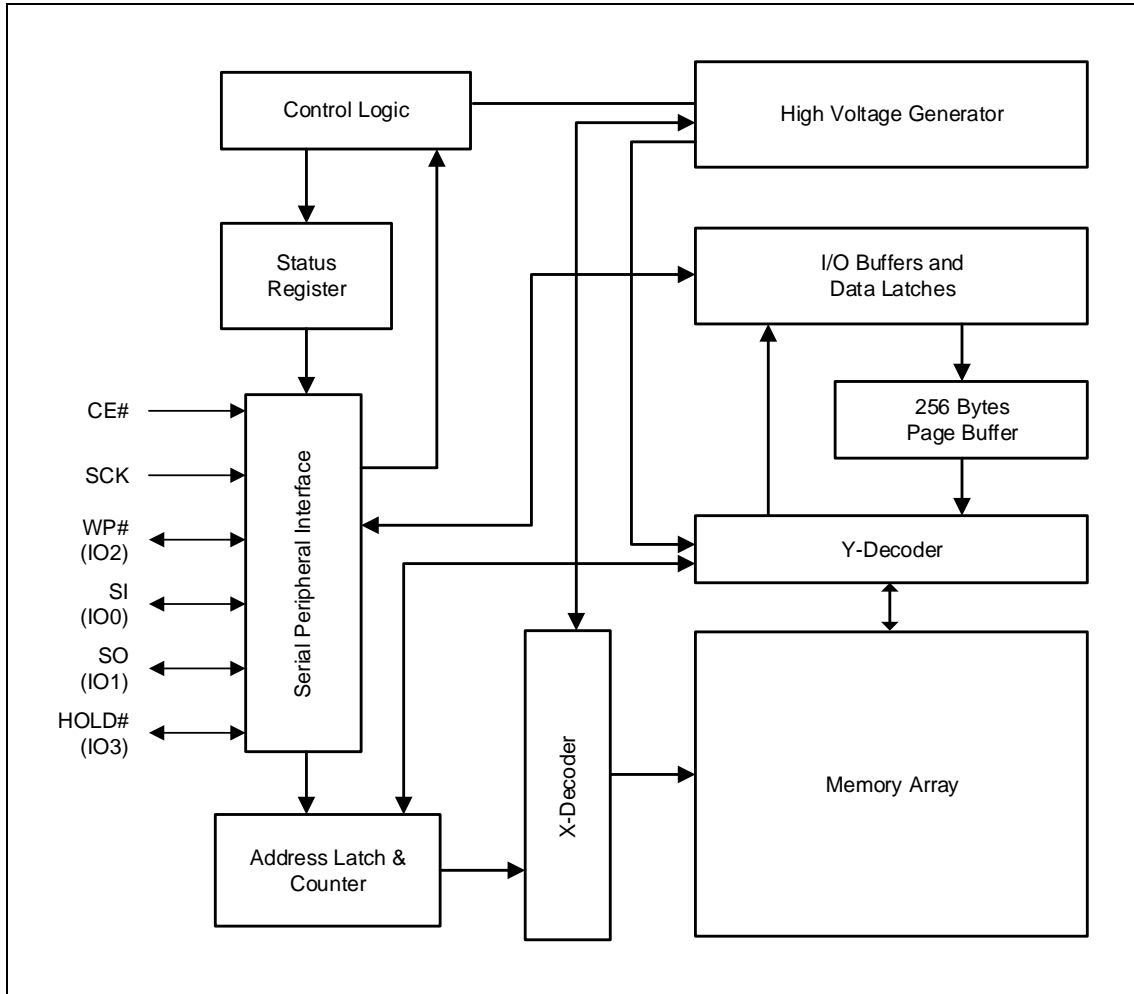 Control Logic
High Voltage Generator
Status
Register
I/O Buffers and
Data Latches
256 Bytes
Page Buffer
Y-Decoder
CE#
SCK
WP#
(IO2)
SI
(IO0)
SO
(IO1)
HOLD#
(IO3)
Serial Peripheral Interface
X-Decoder
Memory Array
Address Latch &
Counter